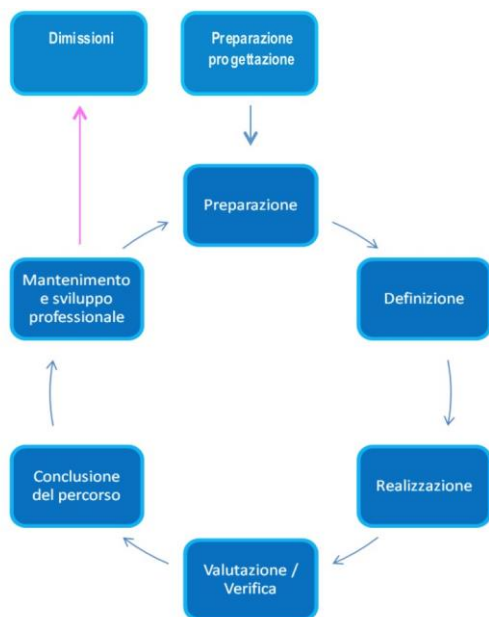 Dimissioni
Preparazione
progettazione
Preparazione
Definizione
Realizzazione
Valutazione /
Verifica
Conclusione
del percorso
Mantenimento
e sviluppo
professionale